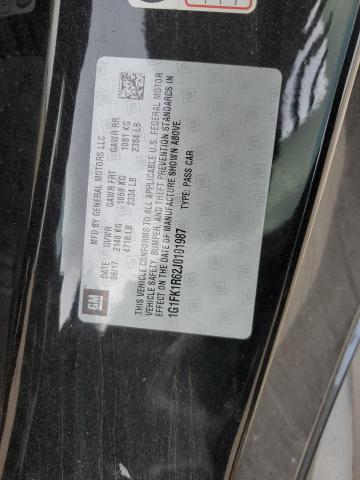 GM
MFD BY GENERAL MOTORS LLC
DATE GVWR GAWR FRT GAWR RR
06/17 2140 KG 1059 KG 1081 KG
4718 LB 2334 LB 2384 LB
THIS VEHICLE CONFORMS TO ALL APPLICABLE U.S. FEDERAL MOTOR
VEHICLE SAFETY, BUMPER, AND THEFT PREVENTION STANDARDS IN
EFFECT ON THE DATE OF MANUFACTURE SHOWN ABOVE.
1G1FK1R62J0101987 TYPE: PASS CAR